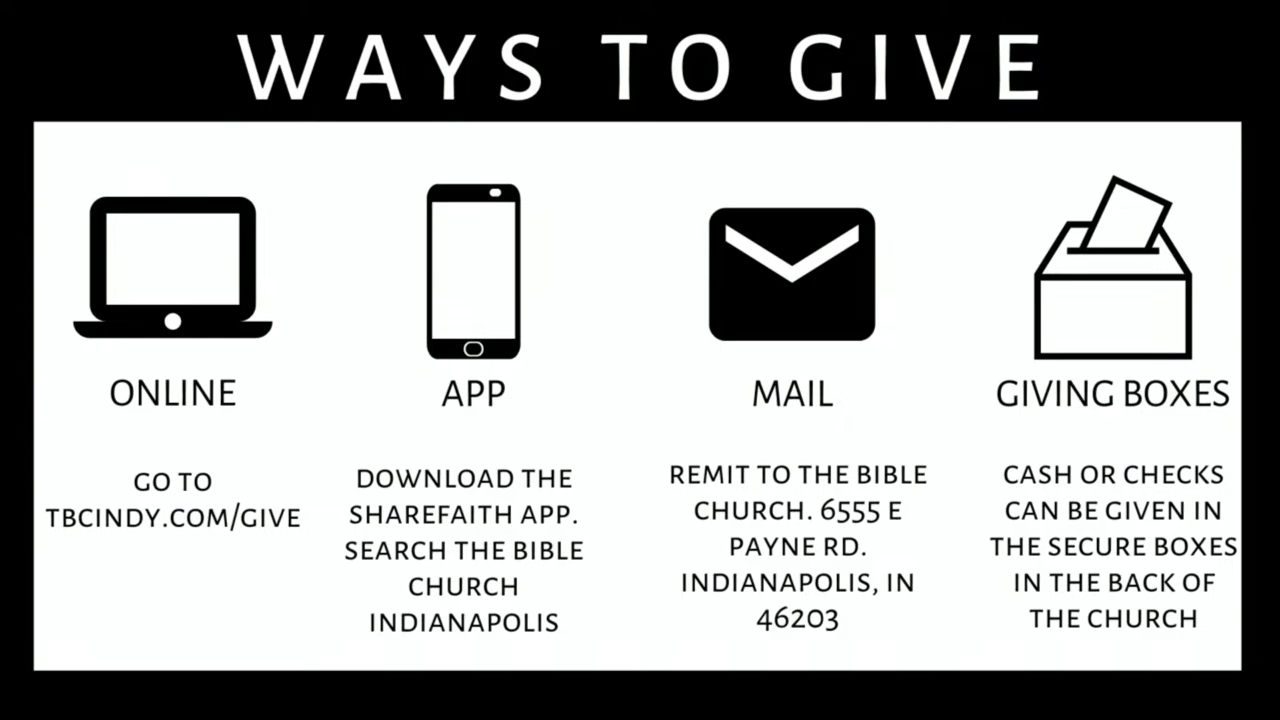 WAYS TO GIVE
ONLINE
GO TO
TBCINDY.COM/GIVE
APP
DOWNLOAD THE
SHAREFAITH APP.
SEARCH THE BIBLE
CHURCH
INDIANAPOLIS
MAIL
REMIT TO THE BIBLE
CHURCH. 6555 E
PAYNE RD.
INDIANAPOLIS, IN
46203
GIVING BOXES
CASH OR CHECKS
CAN BE GIVEN IN
THE SECURE BOXES
IN THE BACK OF
THE CHURCH